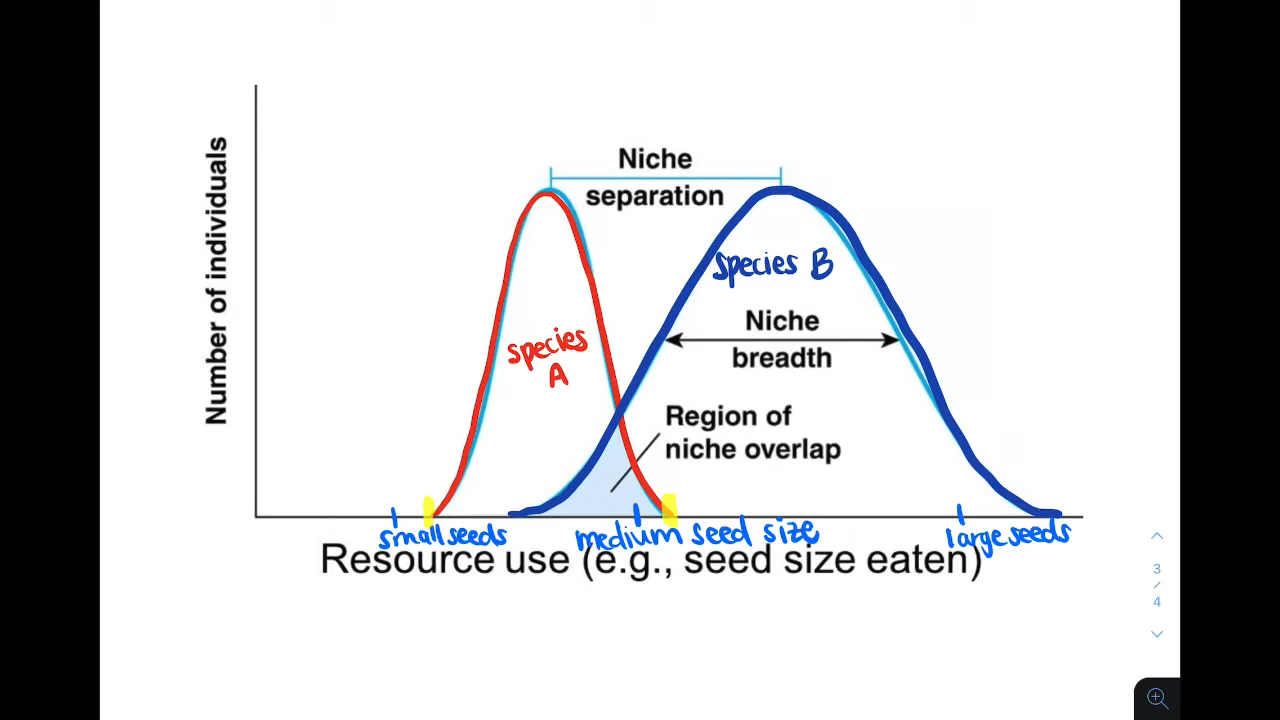 Number of individuals
Niche
separation
species B
Niche
breadth
species
A
Region of
niche overlap
small seeds
medium seed size
large seeds
Resource use (e.g., seed size eaten)
3
/
4